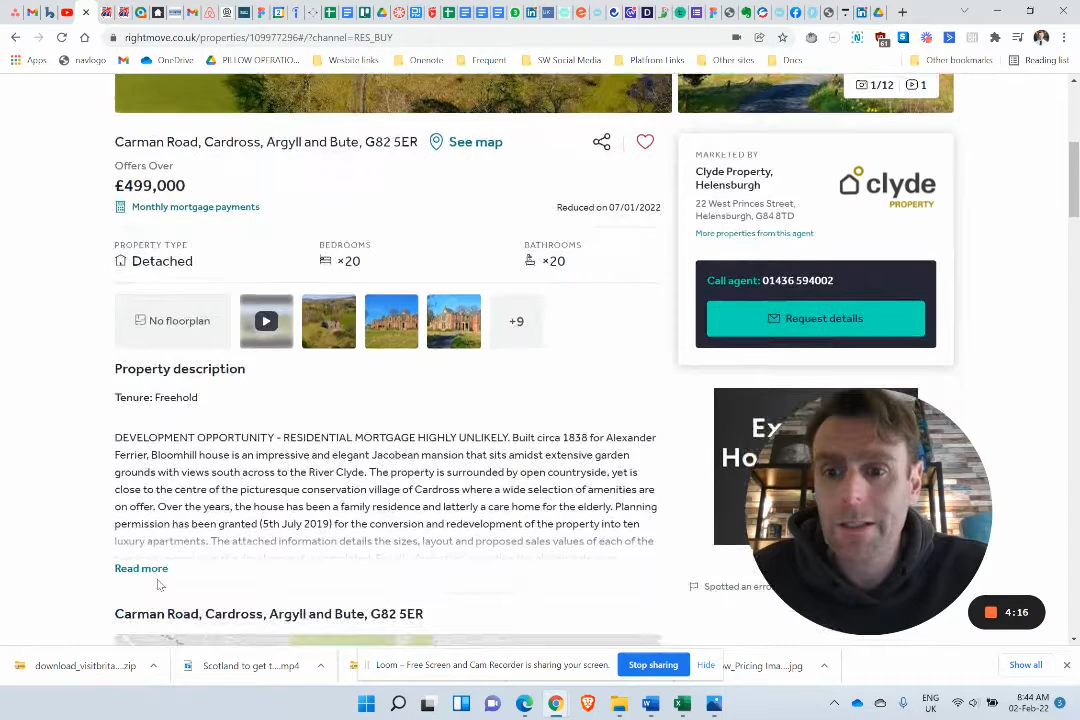 rightmove.co.uk/properties/109977296#/?channel=RES_BUY
61
Apps
navlogo
OneDrive
PILLOW OPERATIO...
Wesbite links
Onenote
Frequent
SW Social Media
Platfrom Links
Other sites
Docs
Other bookmarks
Reading list
1/12
1
Carman Road, Cardross, Argyll and Bute, G82 5ER
See map
Offers Over
£499,000
Monthly mortgage payments
Reduced on 07/01/2022
PROPERTY TYPE
BEDROOMS
BATHROOMS
Detached
×20
×20
No floorplan
+9
Property description
Tenure: Freehold
DEVELOPMENT OPPORTUNITY - RESIDENTIAL MORTGAGE HIGHLY UNLIKELY. Built circa 1838 for Alexander
Ferrier, Bloomhill house is an impressive and elegant Jacobean mansion that sits amidst extensive garden
grounds with views south across to the River Clyde. The property is surrounded by open countryside, yet is
close to the centre of the picturesque conservation village of Cardross where a wide selection of amenities are
on offer. Over the years, the house has been a family residence and latterly a care home for the elderly. Planning
permission has been granted (5th July 2019) for the conversion and redevelopment of the property into ten
luxury apartments. The attached information details the sizes, layout and proposed sales values of each of the
Read more
Carman Road, Cardross, Argyll and Bute, G82 5ER
MARKETED BY
Clyde Property,
Helensburgh
22 West Princes Street,
Helensburgh, G84 8TD
More properties from this agent
clyde
PROPERTY
Call agent: 01436 594002
Request details
Ex
Ho
Spotted an erro
4:16
download_visitbrita....zip
Scotland to get t....mp4
Loom – Free Screen and Cam Recorder is sharing your screen.
Stop sharing
Hide
ow_Pricing Ima....jpg
Show all
ENG
UK
8:44 AM
02-Feb-22
3